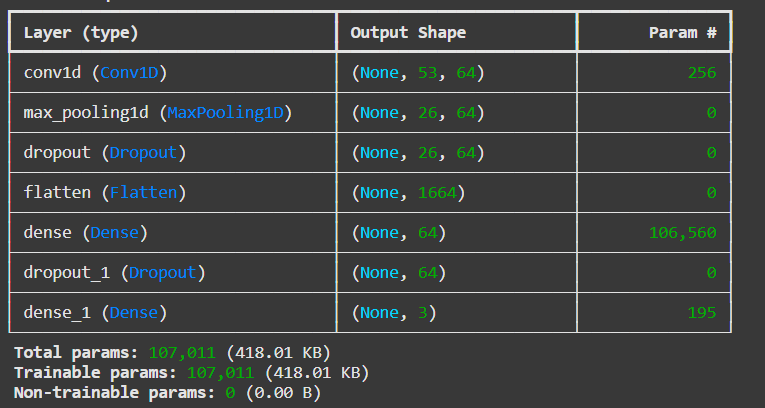 Layer (type) Output Shape Param #
conv1d (Conv1D) (None, 53, 64) 256
max_pooling1d (MaxPooling1D) (None, 26, 64) 0
dropout (Dropout) (None, 26, 64) 0
flatten (Flatten) (None, 1664) 0
dense (Dense) (None, 64) 106,560
dropout_1 (Dropout) (None, 64) 0
dense_1 (Dense) (None, 3) 195
Total params: 107,011 (418.01 KB)
Trainable params: 107,011 (418.01 KB)
Non-trainable params: 0 (0.00 B)